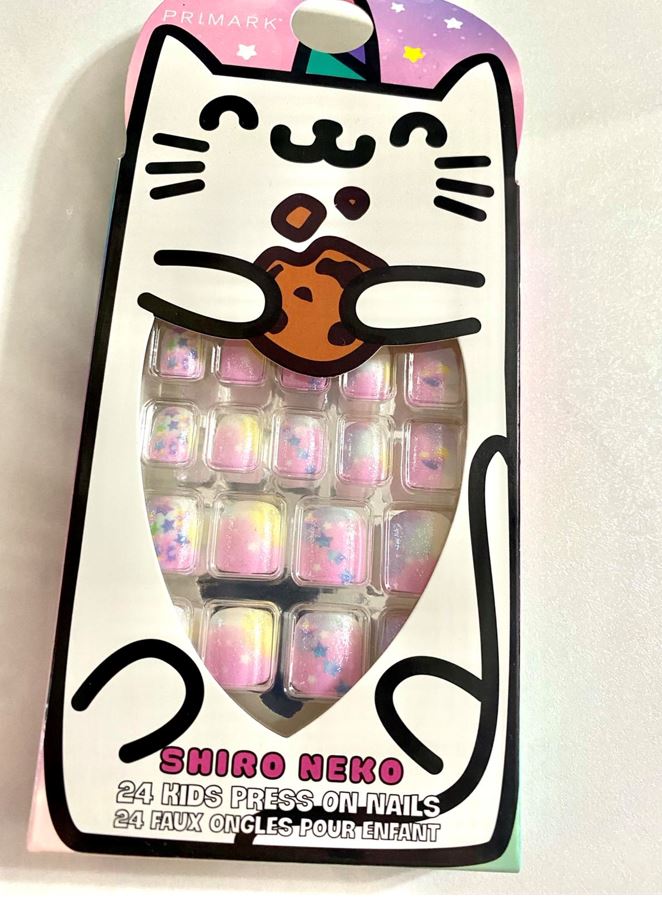 PRIMARK
SHIRO NEKO
24 KIDS PRESS ON NAILS
24 FAUX ONGLES POUR ENFANT